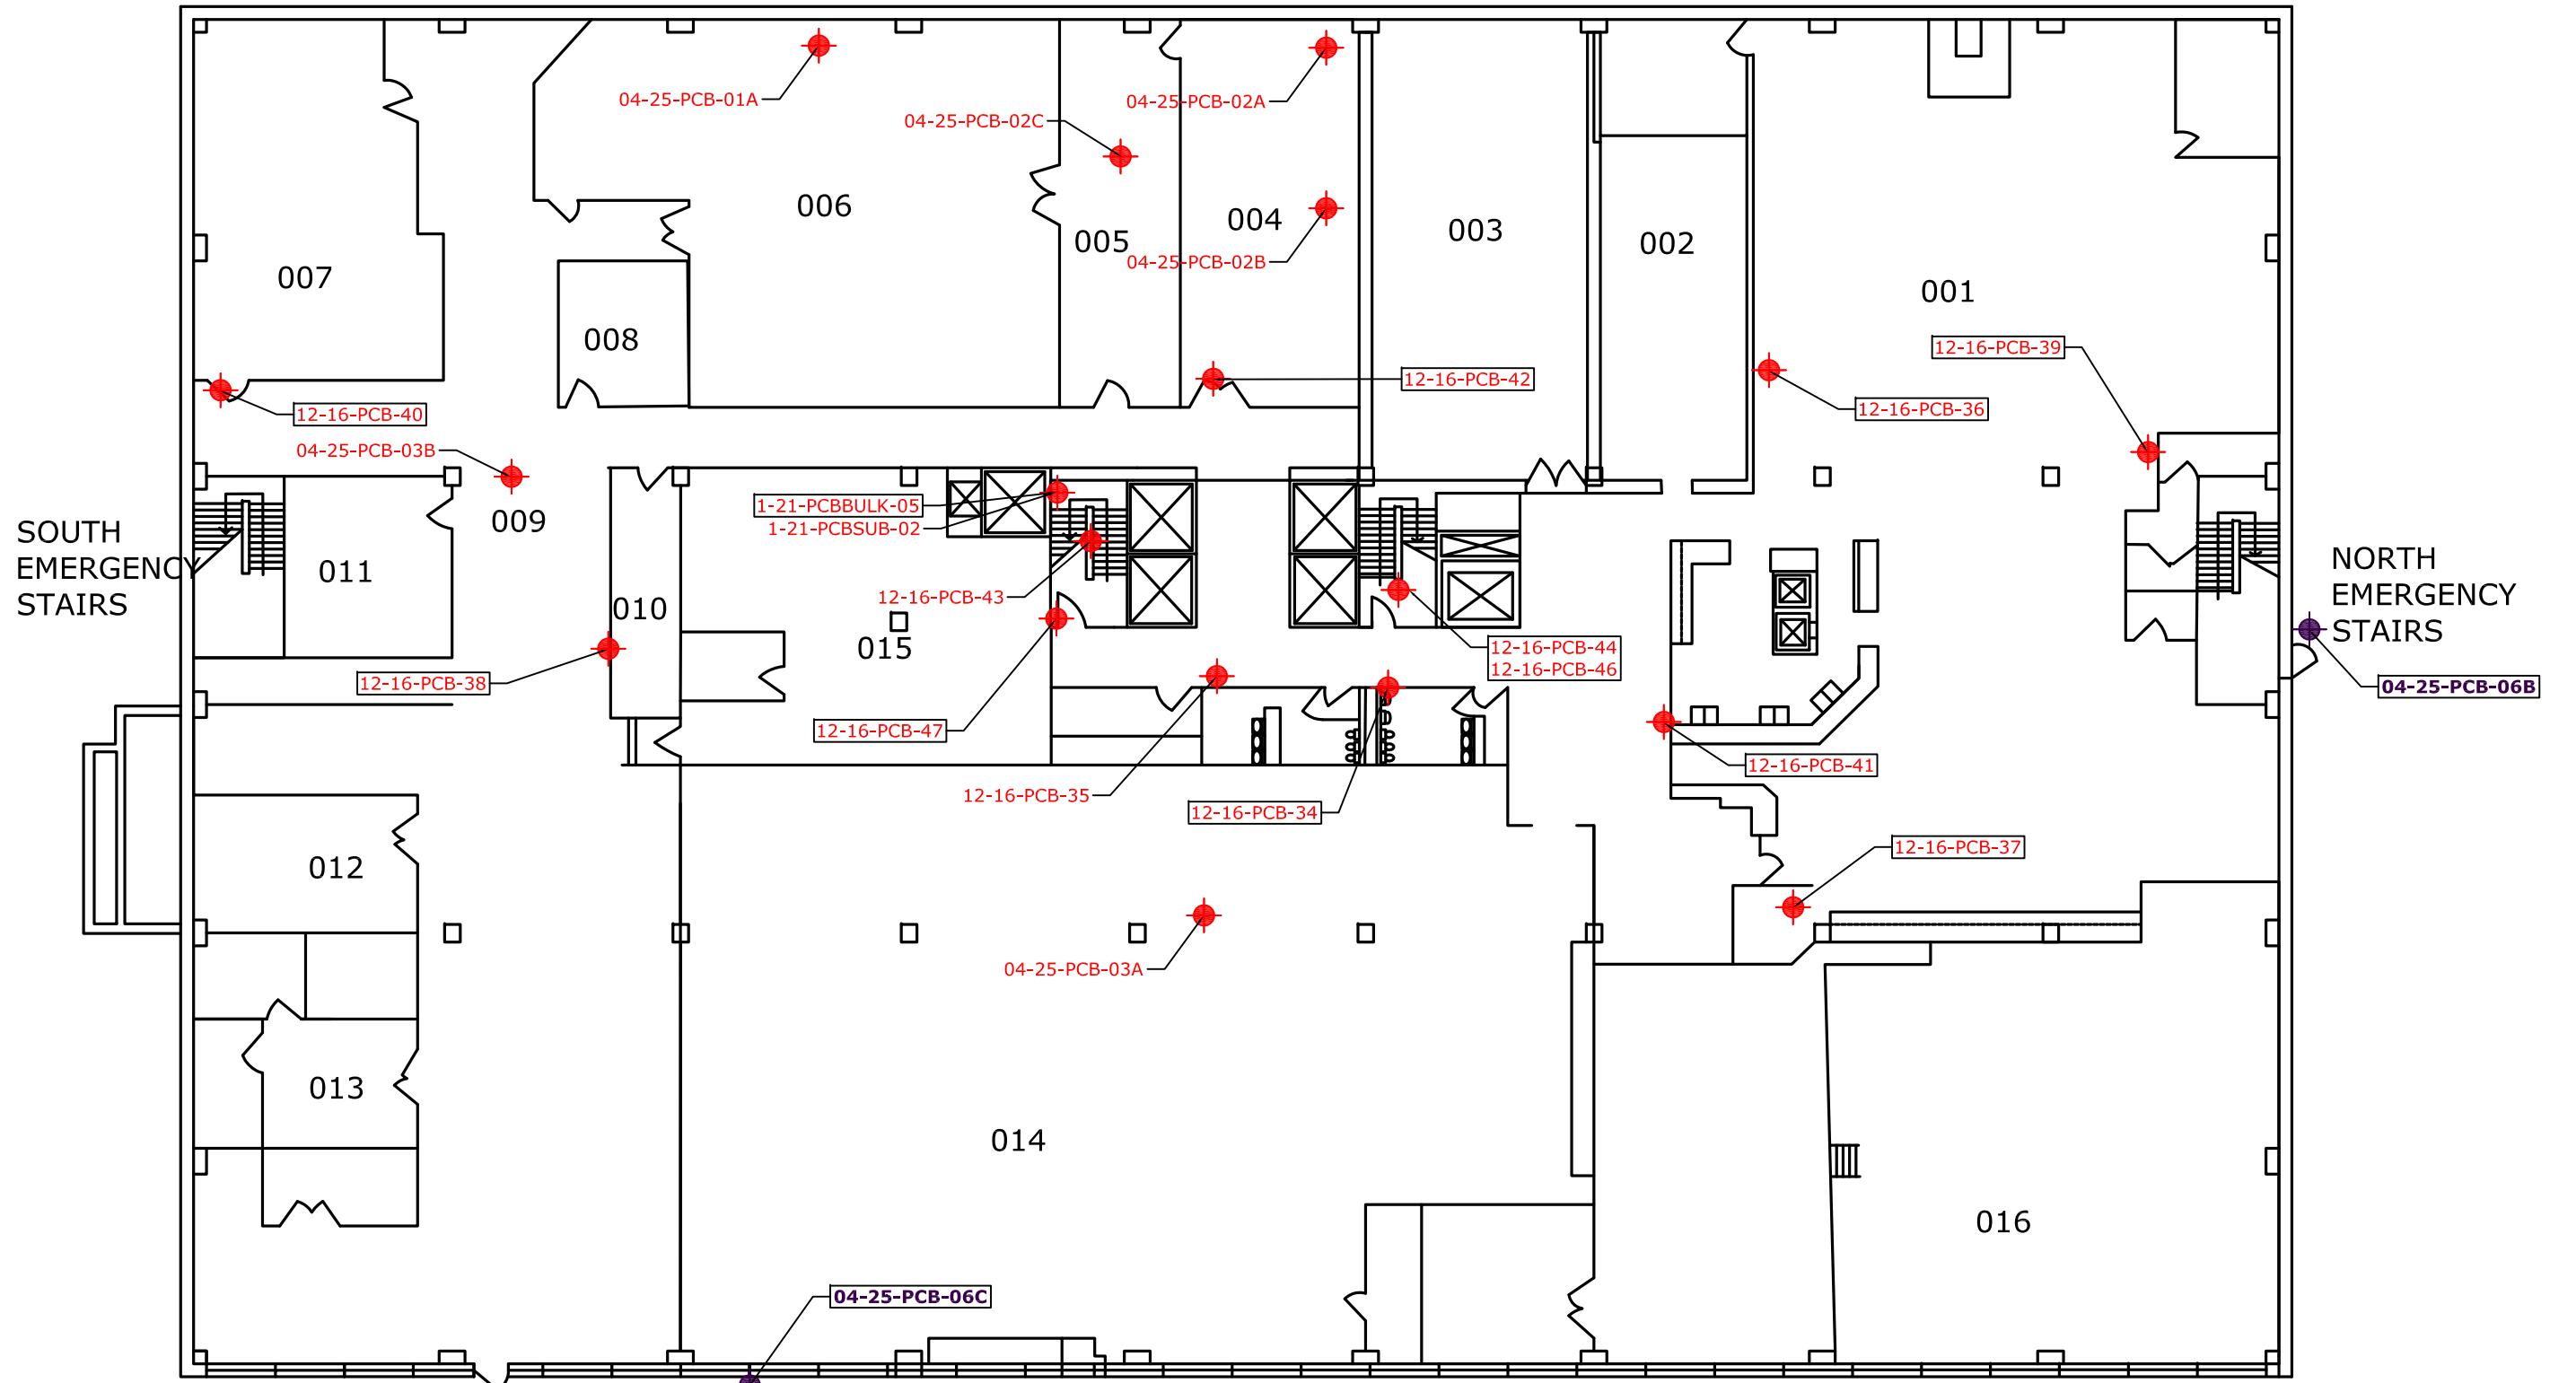 04-25-PCB-01A
04-25-PCB-02A
04-25-PCB-02C
006
004
003
005
002
04-25-PCB-02B
007
001
008
12-16-PCB-39
12-16-PCB-42
12-16-PCB-36
12-16-PCB-40
04-25-PCB-03B
1-21-PCBBULK-05
1-21-PCBSUB-02
009
SOUTH
EMERGENCY
STAIRS
011
NORTH
EMERGENCY
STAIRS
12-16-PCB-43
010
015
12-16-PCB-44
12-16-PCB-46
12-16-PCB-38
04-25-PCB-06B
12-16-PCB-47
12-16-PCB-41
12-16-PCB-35
12-16-PCB-34
12-16-PCB-37
012
04-25-PCB-03A
013
014
016
04-25-PCB-06C